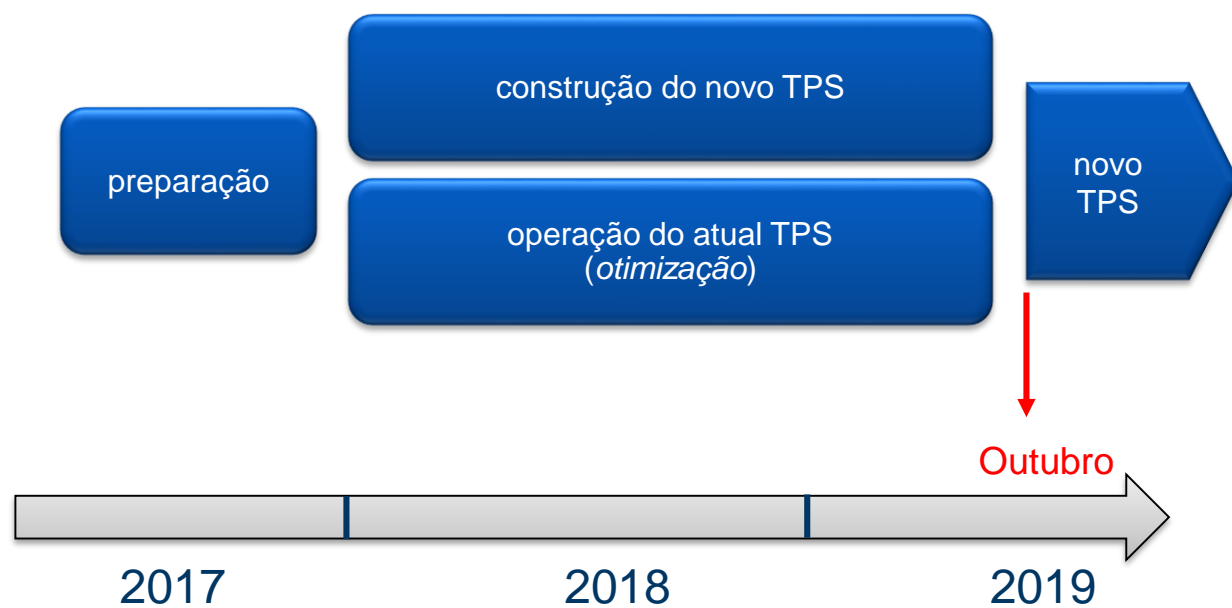 construção do novo TPS
preparação
operação do atual TPS
(otimização)
novo
TPS
Outubro
2017
2018
2019